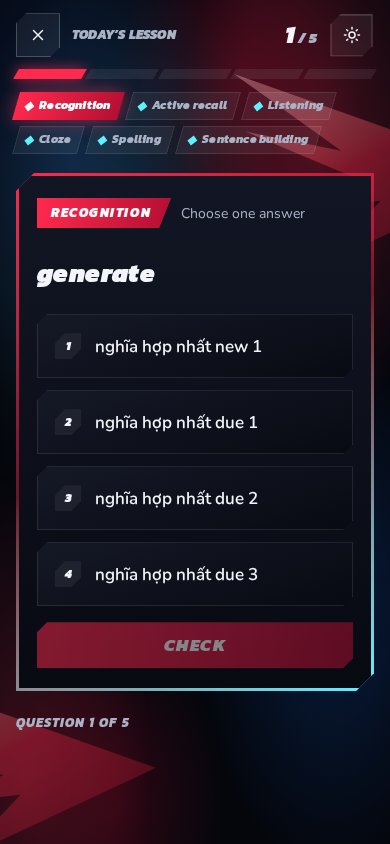 TODAY'S LESSON
1 / 5
Recognition
Active recall
Listening
Cloze
Spelling
Sentence building
RECOGNITION
Choose one answer
generate
1 nghĩa hợp nhất new 1
2 nghĩa hợp nhất due 1
3 nghĩa hợp nhất due 2
4 nghĩa hợp nhất due 3
CHECK
QUESTION 1 OF 5